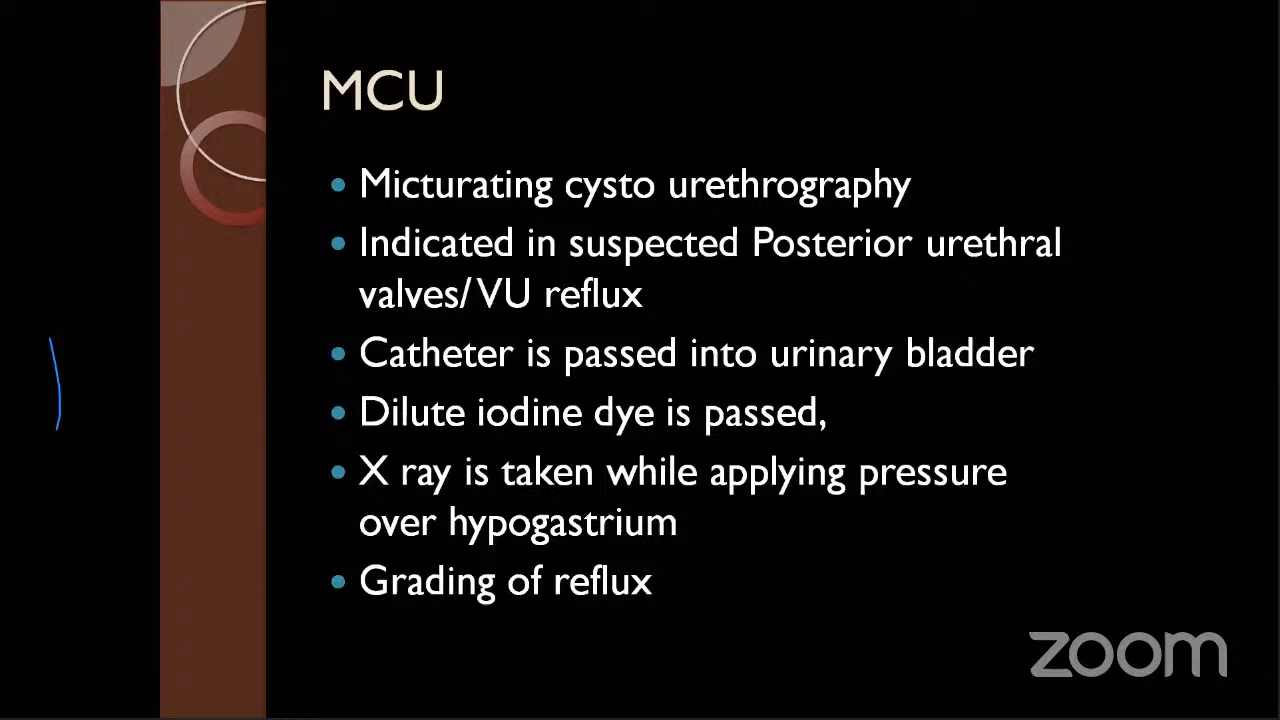 MCU
• Micturating cysto urethrography
• Indicated in suspected Posterior urethral
valves/ VU reflux
• Catheter is passed into urinary bladder
• Dilute iodine dye is passed,
• X ray is taken while applying pressure
over hypogastrium
• Grading of reflux
zoom